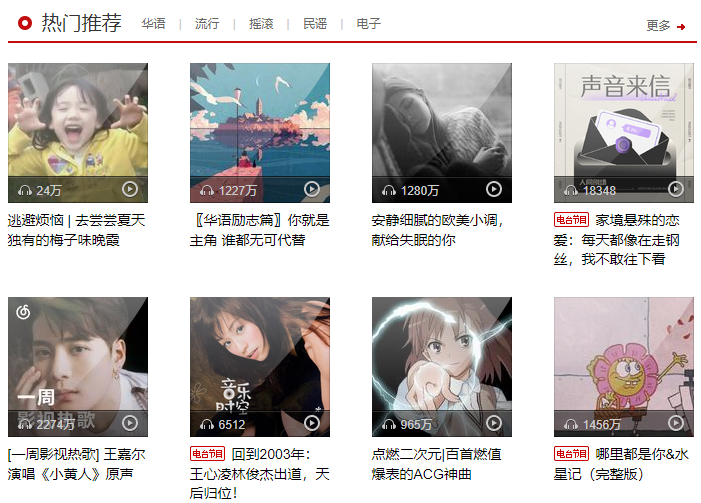 热门推荐 华语 | 流行 | 摇滚 | 民谣 | 电子 更多
24万
1227万
1280万
声音来信
18348
逃避烦恼 | 去尝尝夏天
独有的梅子味晚霞
〖华语励志篇〗你就是
主角 谁都无可代替
安静细腻的欧美小调，
献给失眠的你
电台节目 家境悬殊的恋
爱：每天都像在走钢
丝，我不敢往下看
一周
影视热歌
2274万
音乐
时空
6512
965万
1456万
[一周影视热歌] 王嘉尔
演唱《小黄人》原声
电台节目 回到2003年：
王心凌林俊杰出道，天
后归位！
点燃二次元|百首燃值
爆表的ACG神曲
电台节目 哪里都是你&水
星记（完整版）